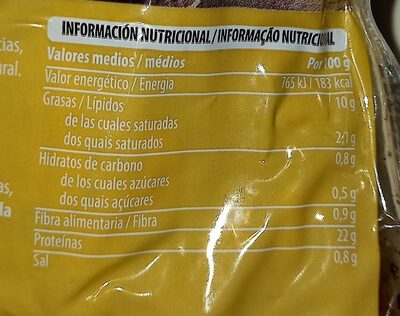 INFORMACIÓN NUTRICIONAL/INFORMAÇÃO NUTRICIONAL
Valores medios / médios Por 100 g
Valor energético / Energia 765 kJ / 183 kcal
Grasas / Lípidos 10 g
de las cuales saturadas
dos quais saturados 2,1g
Hidratos de carbono 0,8 g
de los cuales azúcares
dos quais açúcares 0,5 g
Fibra alimentaria / Fibra 0,9 g
Proteínas 22 g
Sal 0,8 g